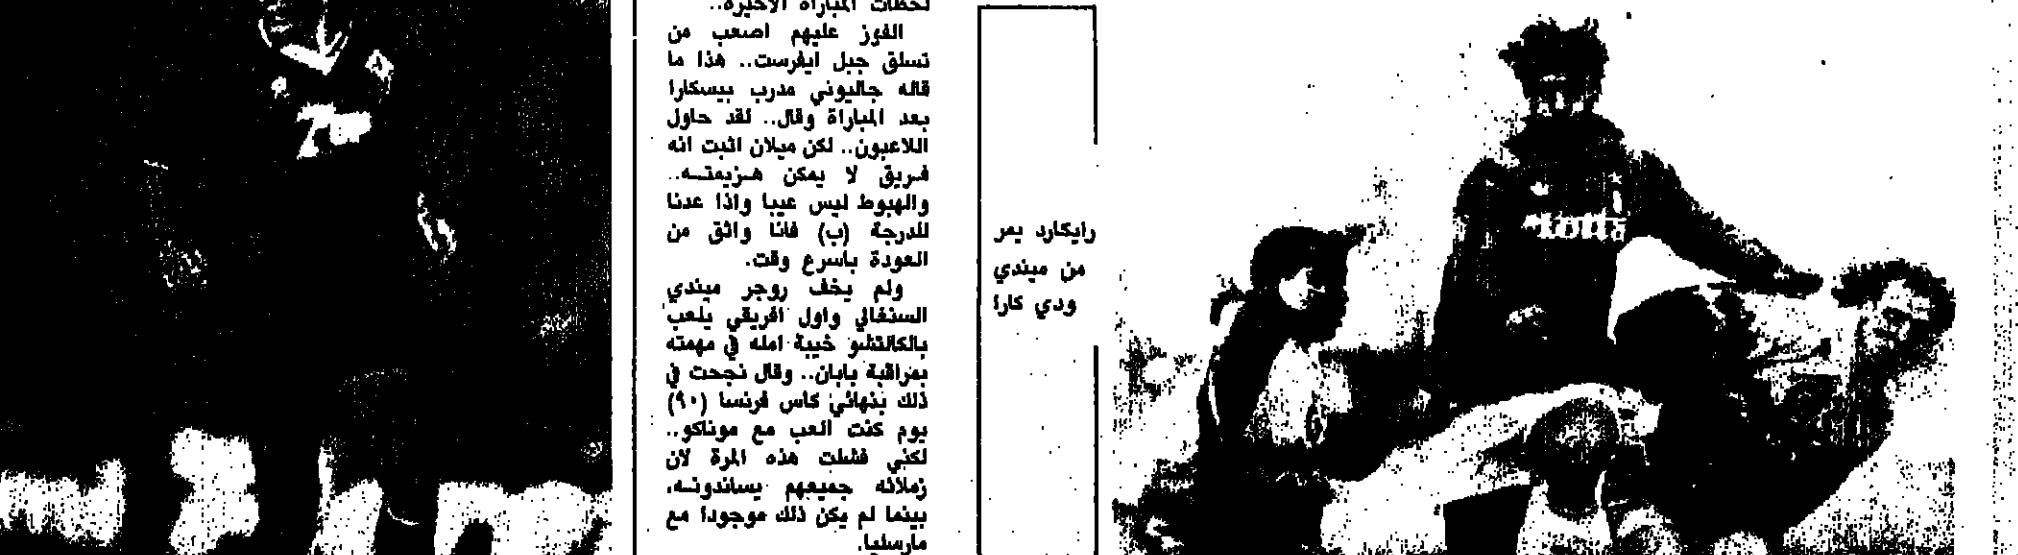 لحظات المباراة الاخيرة..
الفوز عليهم اصعب من
تسلق جبل ايفرست.. هذا ما
قاله جاليوني مدرب بيسكارا
بعد المباراة وقال.. لقد حاول
اللاعبون.. لكن ميلان اثبت انه
فريق لا يمكن هزيمته..
والهبوط ليس عيبا واذا عدنا
للدرجة (ب) فانا واثق من
العودة باسرع وقت.
ولم يخف روجر ميندي
السنغالي واول افريقي يلعب
بالكالتشو خيبة امله في مهمته
بمراقبة بابان.. وقال نجحت في
ذلك بنهائي كاس فرنسا (٩٠)
يوم كنت العب مع موناكو..
لكني فشلت هذه المرة لان
زملائه جميعهم يساندونه،
بينما لم يكن ذلك موجودا مع
مارسليا.
رايكارد يمر
من ميندي
ودي كارا